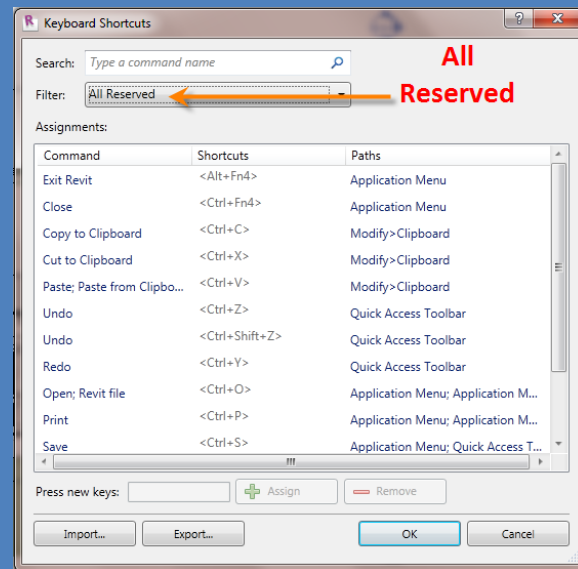 Keyboard Shortcuts
Search: Type a command name
All
Filter: All Reserved
Reserved
Assignments:
Command Shortcuts Paths
Exit Revit <Alt+Fn4> Application Menu
Close <Ctrl+Fn4> Application Menu
Copy to Clipboard <Ctrl+C> Modify>Clipboard
Cut to Clipboard <Ctrl+X> Modify>Clipboard
Paste; Paste from Clipbo... <Ctrl+V> Modify>Clipboard
Undo <Ctrl+Z> Quick Access Toolbar
Undo <Ctrl+Shift+Z> Quick Access Toolbar
Redo <Ctrl+Y> Quick Access Toolbar
Open; Revit file <Ctrl+O> Application Menu; Application M...
Print <Ctrl+P> Application Menu; Application M...
Save <Ctrl+S> Application Menu; Quick Access T...
Press new keys: Assign Remove
Import... Export... OK Cancel